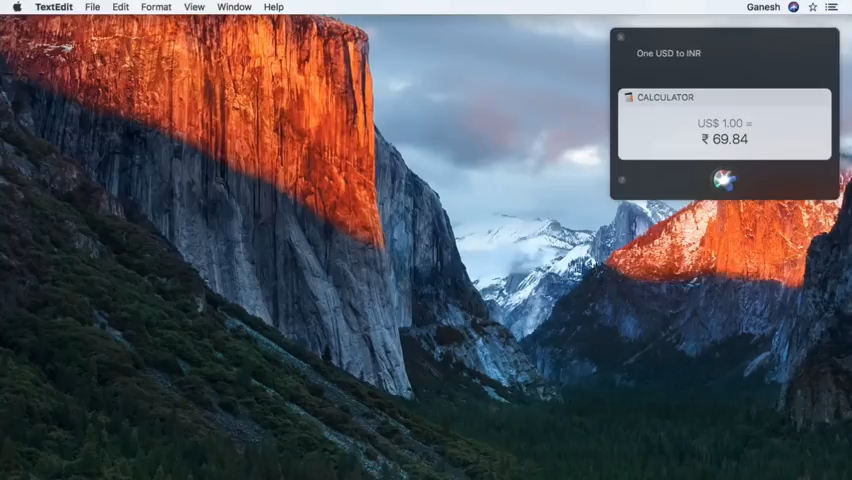 TextEdit File Edit Format View Window Help Ganesh
One USD to INR
CALCULATOR
US$ 1.00 =
₹ 69.84